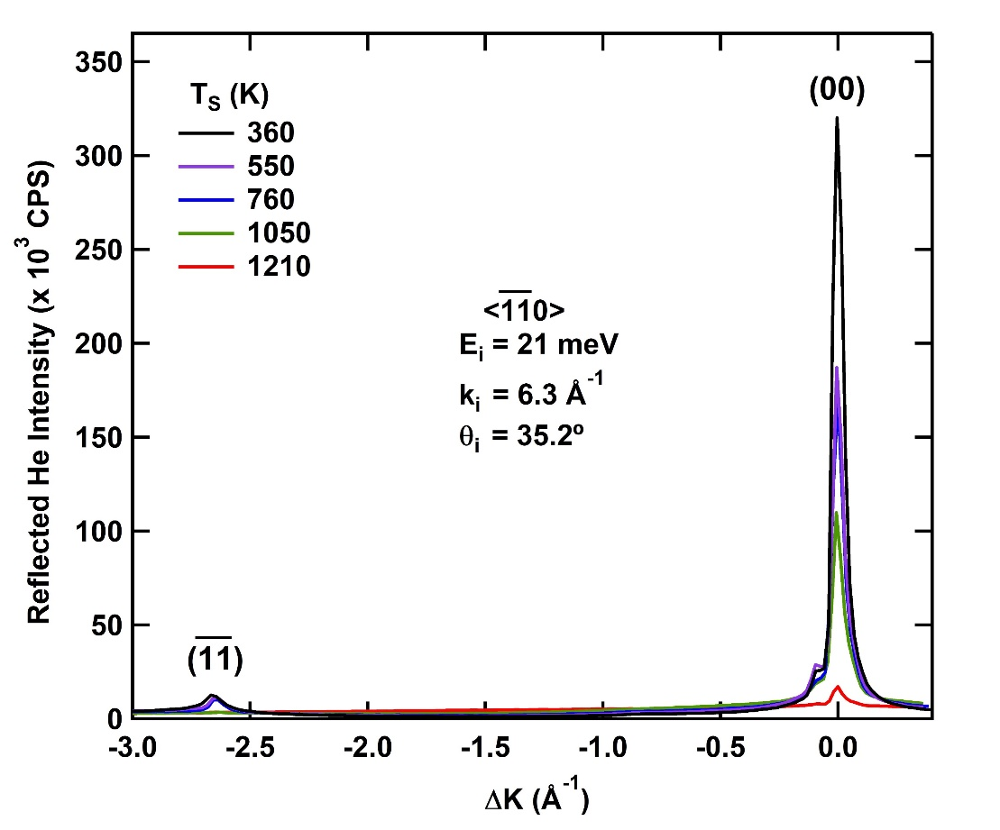 350
300
250
200
150
100
50
0
Reflected He Intensity (x 10³ CPS)
T_S (K)
360
550
760
1050
1210
(00)
<1̅1̅0>
E_i = 21 meV
k_i = 6.3 Å⁻¹
θ_i = 35.2º
(1̅1̅)
-3.0 -2.5 -2.0 -1.5 -1.0 -0.5 0.0
ΔK (Å⁻¹)